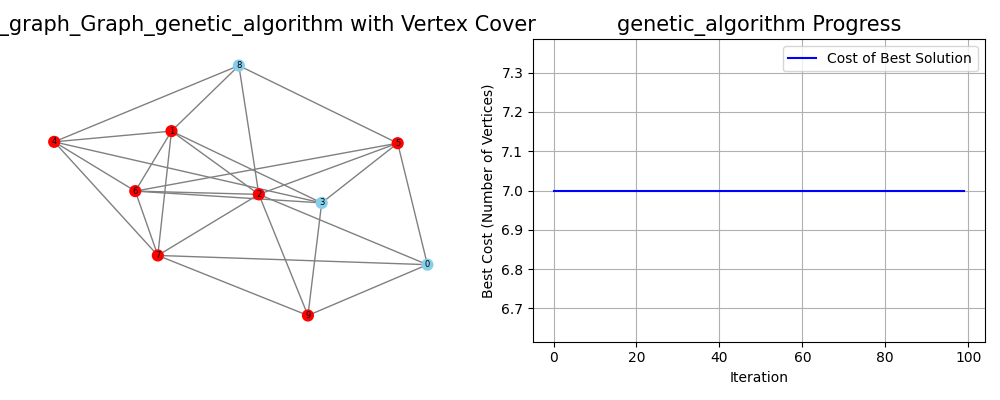 _graph_Graph_genetic_algorithm with Vertex Cover
8
4
1
5
6
2
3
7
0
9
genetic_algorithm Progress
Cost of Best Solution
Best Cost (Number of Vertices)
7.3
7.2
7.1
7.0
6.9
6.8
6.7
0 20 40 60 80 100
Iteration